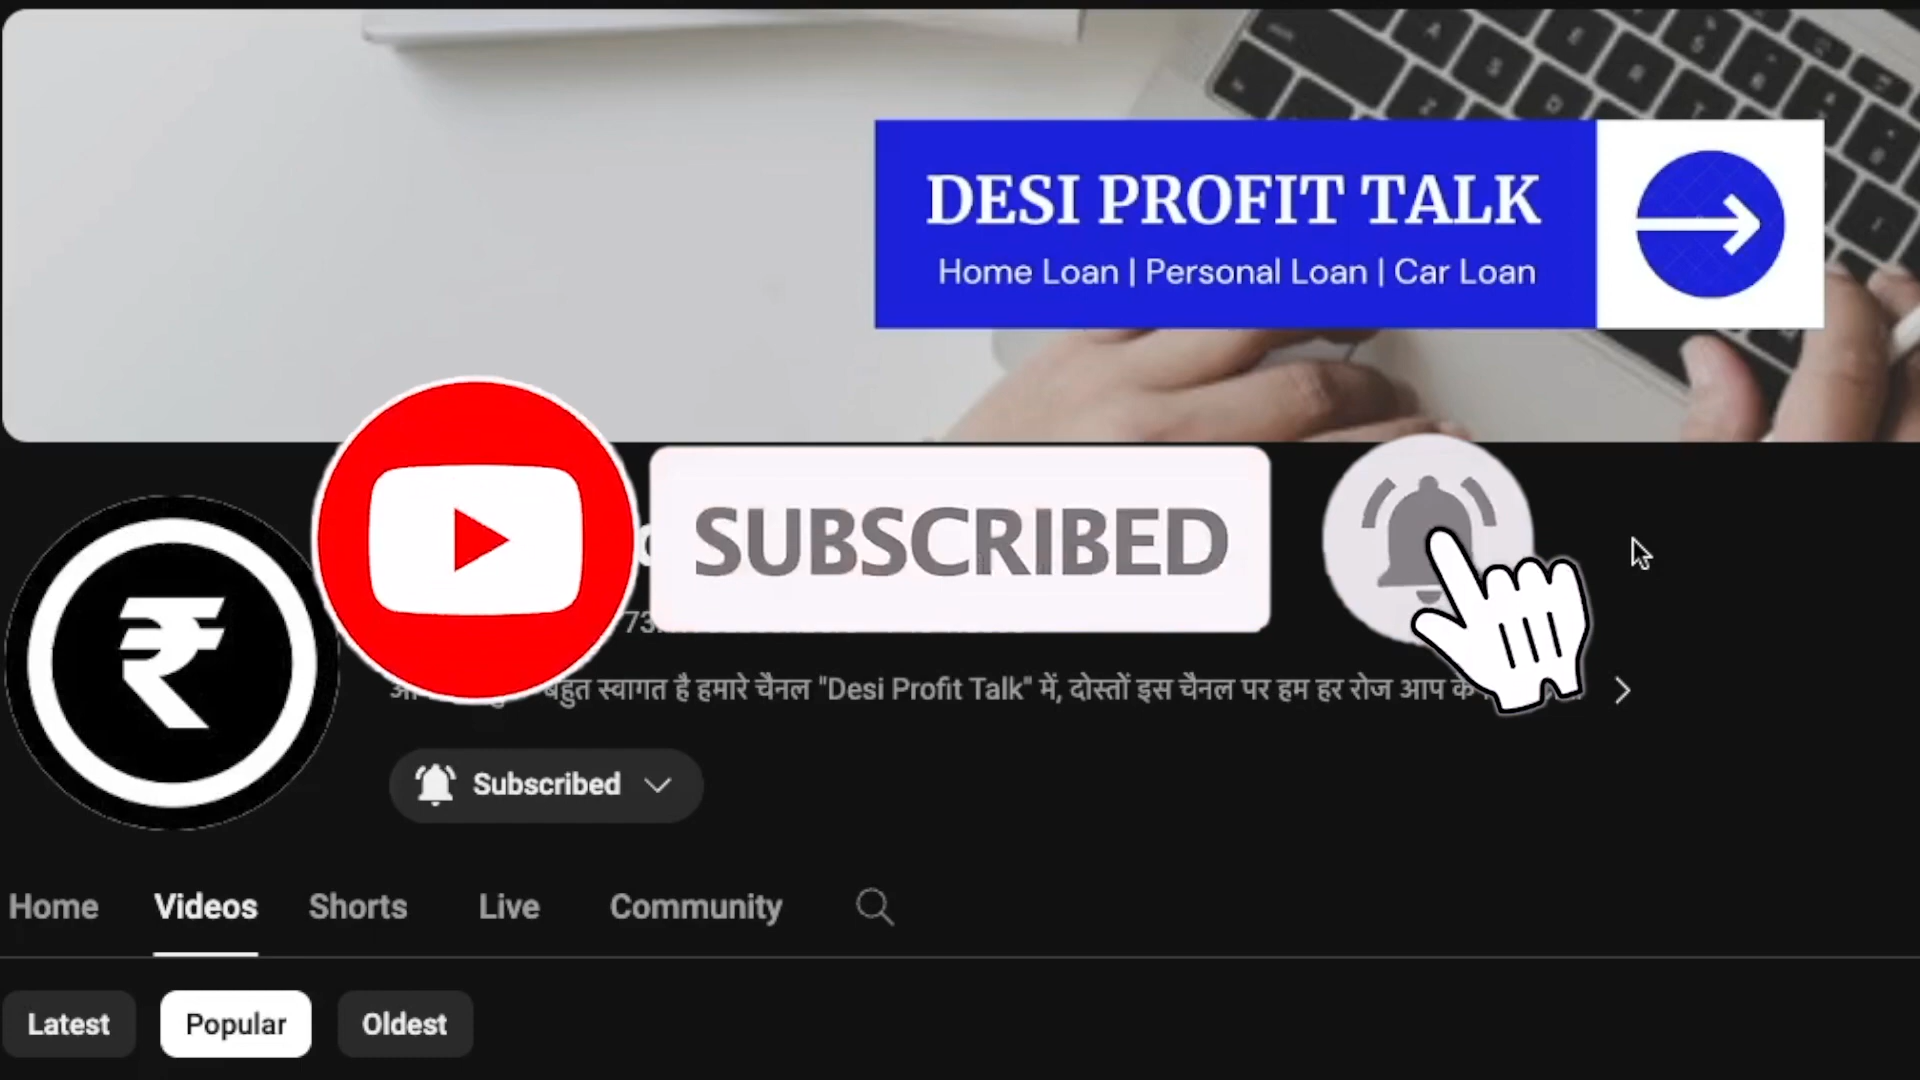 DESI PROFIT TALK
Home Loan | Personal Loan | Car Loan
SUBSCRIBED
बहुत स्वागत है हमारे चैनल "Desi Profit Talk" में, दोस्तों इस चैनल पर हम हर रोज आप के
Subscribed
Home Videos Shorts Live Community
Latest Popular Oldest